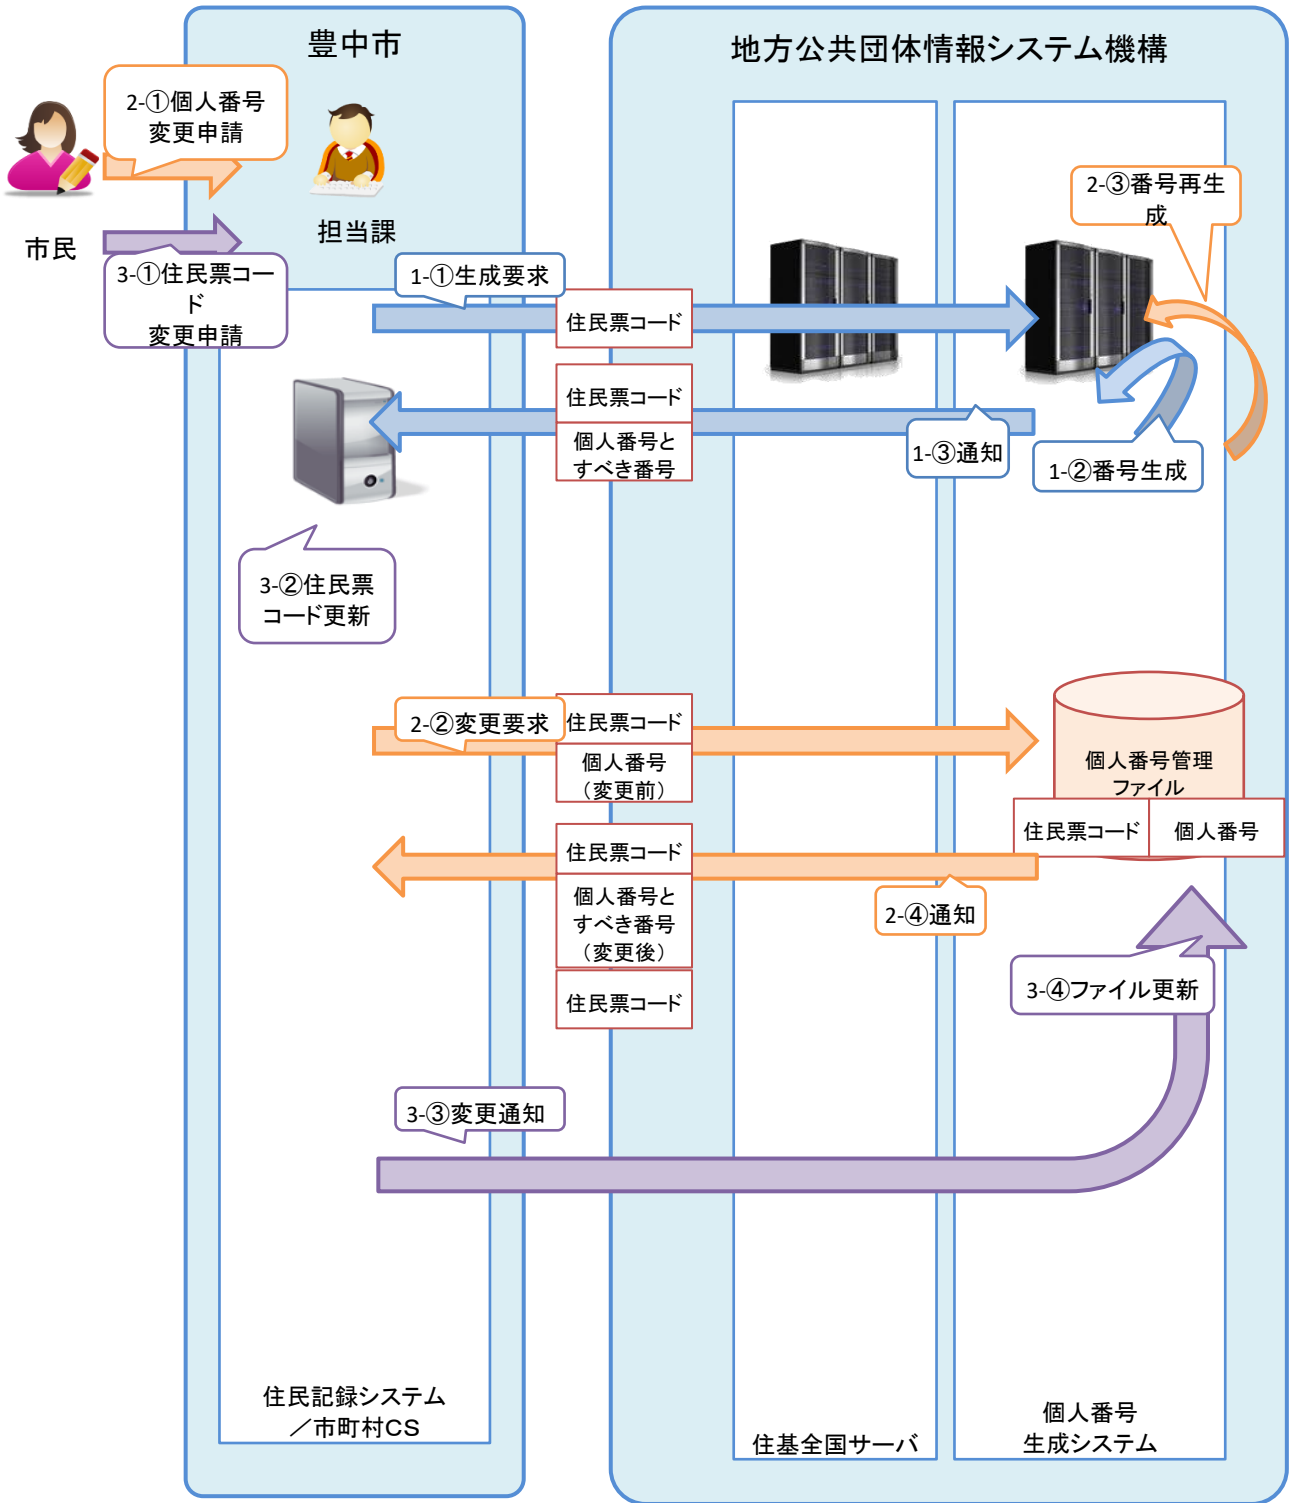 豊中市
地方公共団体情報システム機構
2-①個人番号
変更申請
市民
担当課
3-①住民票コー
ド
変更申請
1-①生成要求
住民票コード
2-③番号再生
成
住民票コード
個人番号と
すべき番号
1-③通知
1-②番号生成
3-②住民票
コード更新
2-②変更要求
住民票コード
個人番号
（変更前）
個人番号管理
ファイル
住民票コード
個人番号
住民票コード
個人番号と
すべき番号
（変更後）
2-④通知
住民票コード
3-④ファイル更新
3-③変更通知
住民記録システム
／市町村CS
住基全国サーバ
個人番号
生成システム